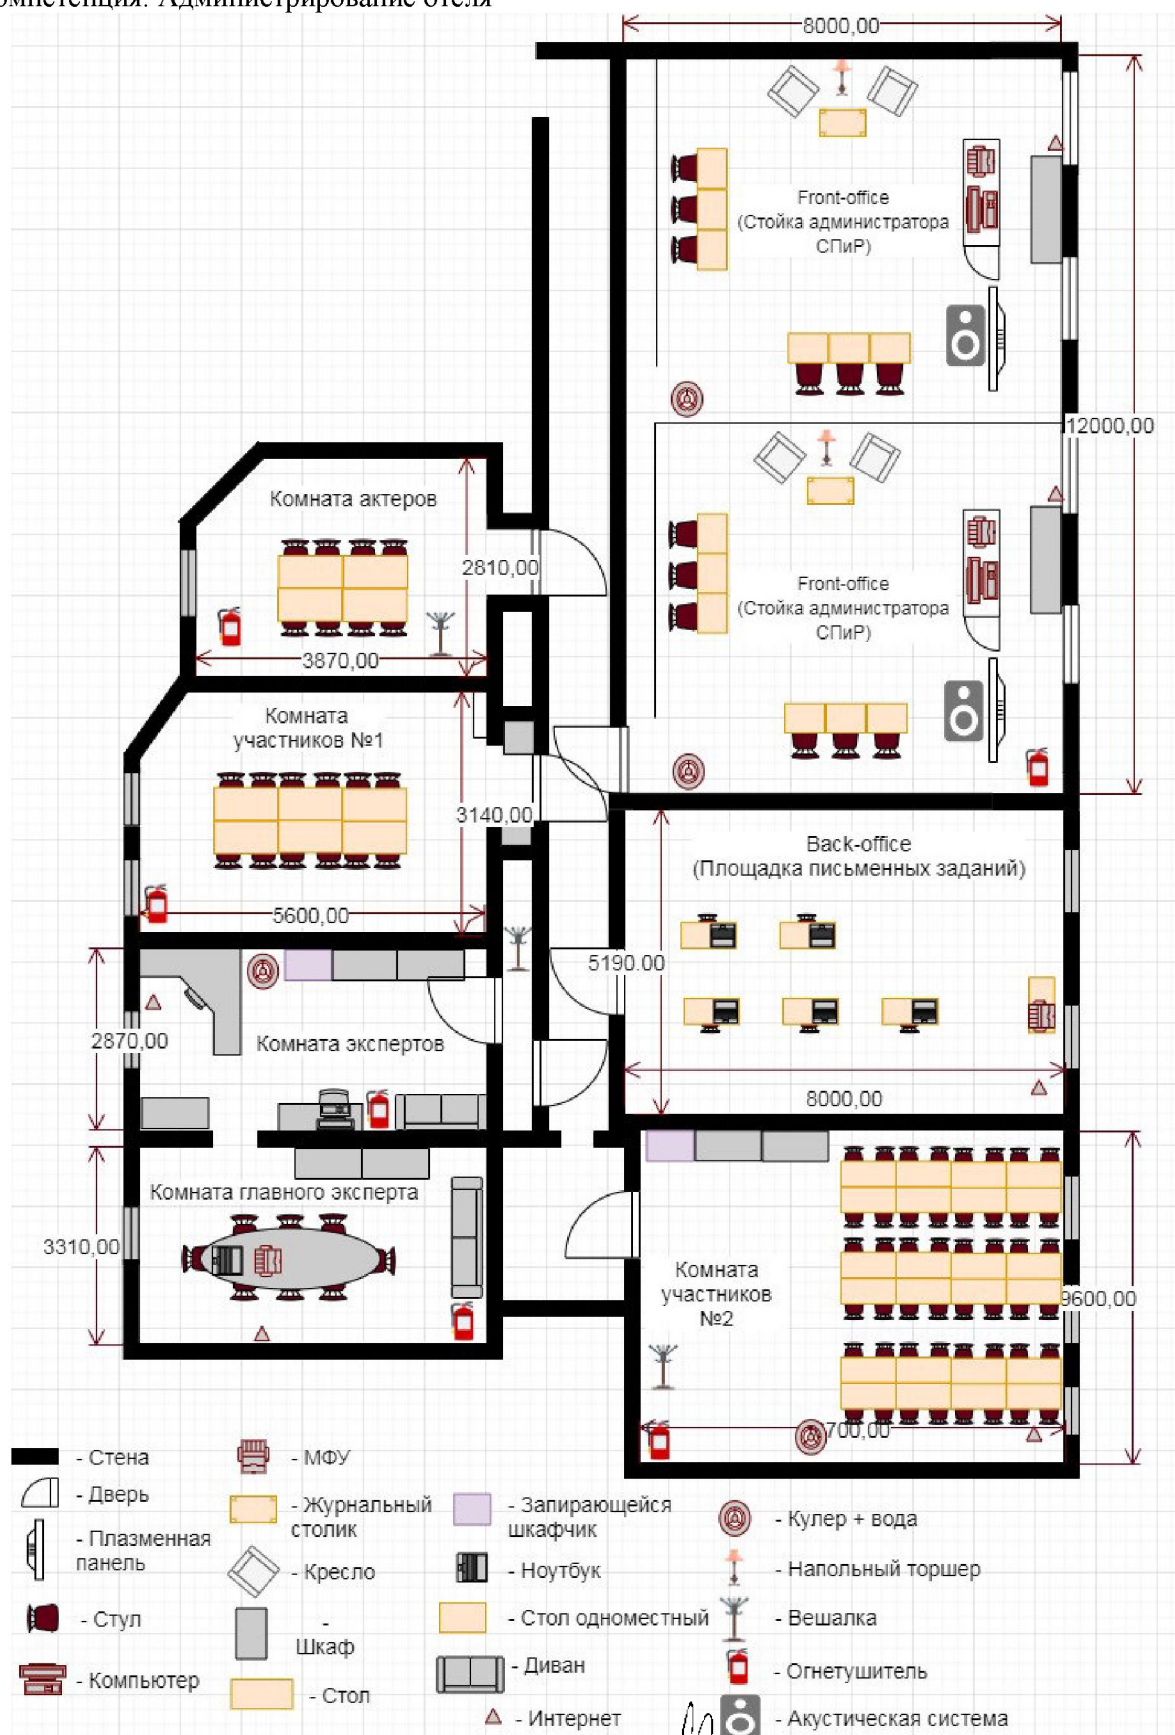 омпетенция: Администрирование отеля
8000,00
Front-office
(Стойка администратора
СПиР)
12000,00
Комната актеров
2810,00
3870,00
Front-office
(Стойка администратора
СПиР)
Комната
участников №1
3140,00
5600,00
Back-office
(Площадка письменных заданий)
5190.00
2870,00
Комната экспертов
8000,00
Комната главного эксперта
3310,00
Комната
участников
№2
9600,00
700,00
- Стена
- МФУ
- Дверь
- Журнальный
столик
- Запирающейся
шкафчик
- Кулер + вода
- Плазменная
панель
- Кресло
- Ноутбук
- Напольный торшер
- Стул
-
Шкаф
- Стол одноместный
- Вешалка
- Компьютер
- Стол
- Диван
- Огнетушитель
- Интернет
- Акустическая система